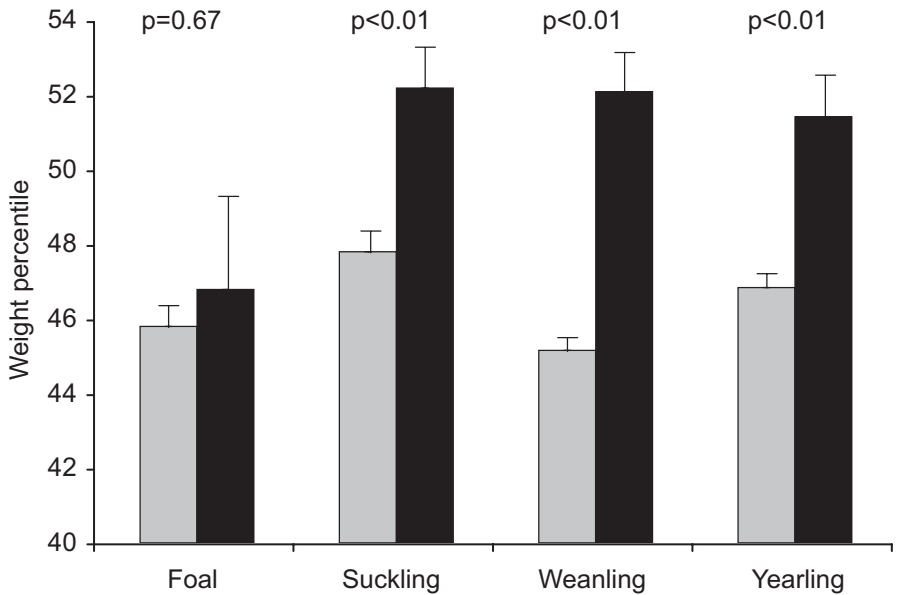 p=0.67 p<0.01 p<0.01 p<0.01
54
52
50
48
46
44
42
40
Weight percentile
Foal Suckling Weanling Yearling